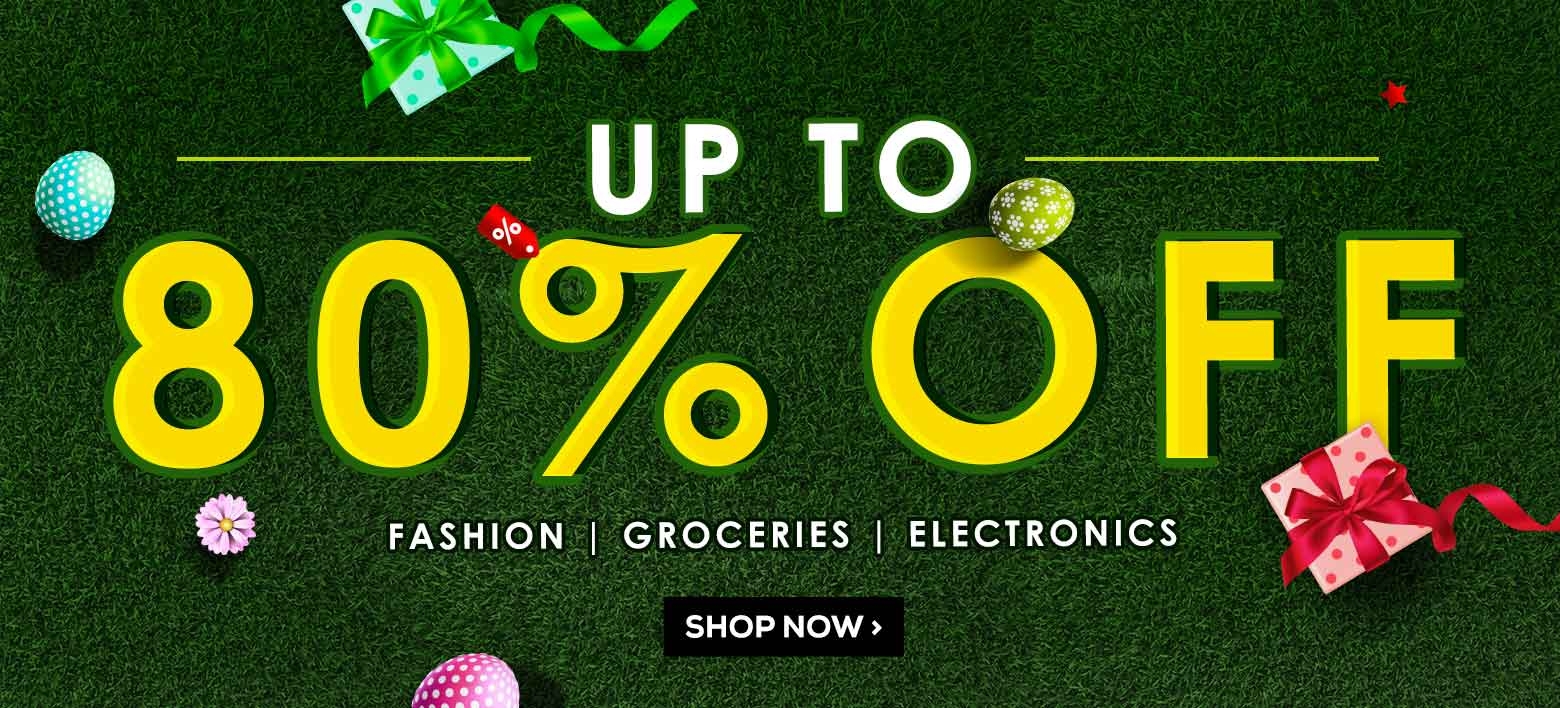 UP TO
%
80% OFF
FASHION | GROCERIES | ELECTRONICS
SHOP NOW >